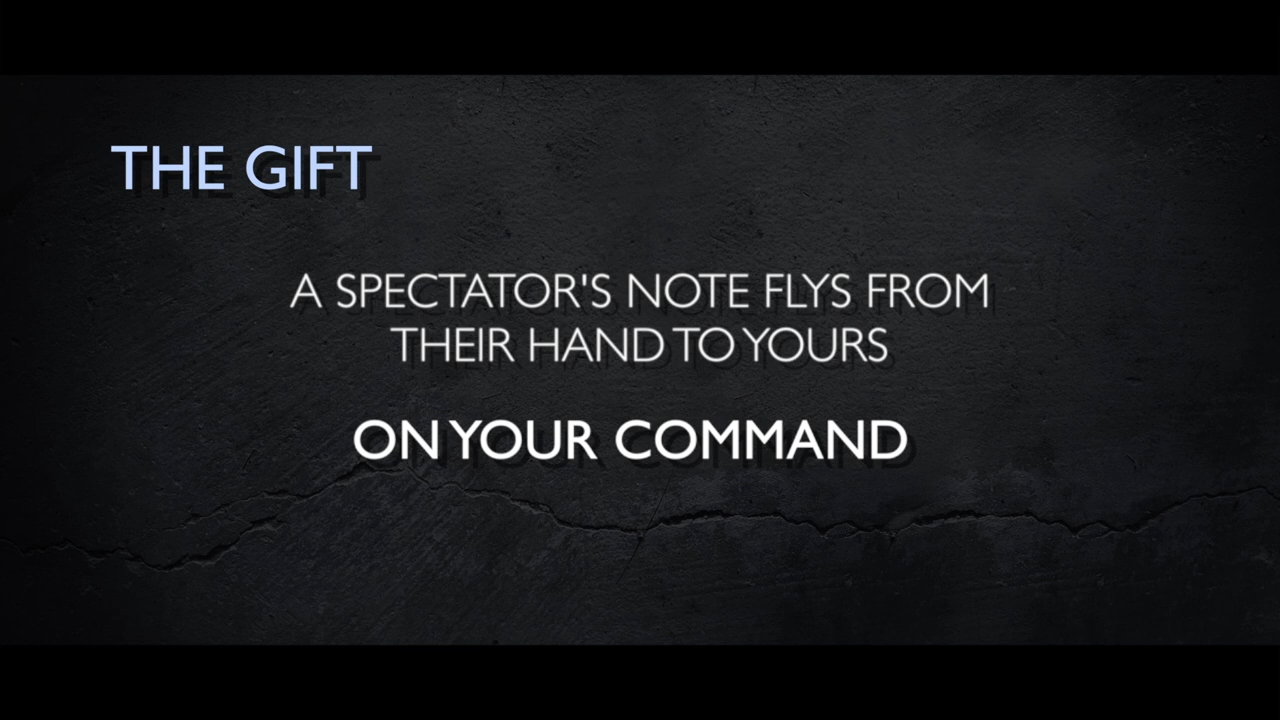 THE GIFT
A SPECTATOR'S NOTE FLYS FROM
THEIR HAND TO YOURS
ON YOUR COMMAND